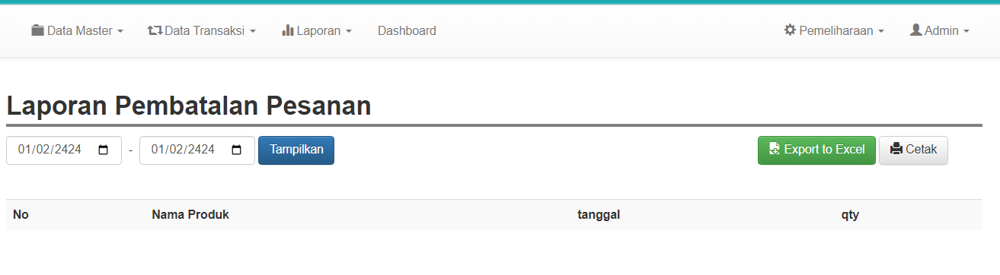 Data Master Data Transaksi Laporan Dashboard Pemeliharaan Admin
Laporan Pembatalan Pesanan
01/02/2424 - 01/02/2424 Tampilkan Export to Excel Cetak
No Nama Produk tanggal qty